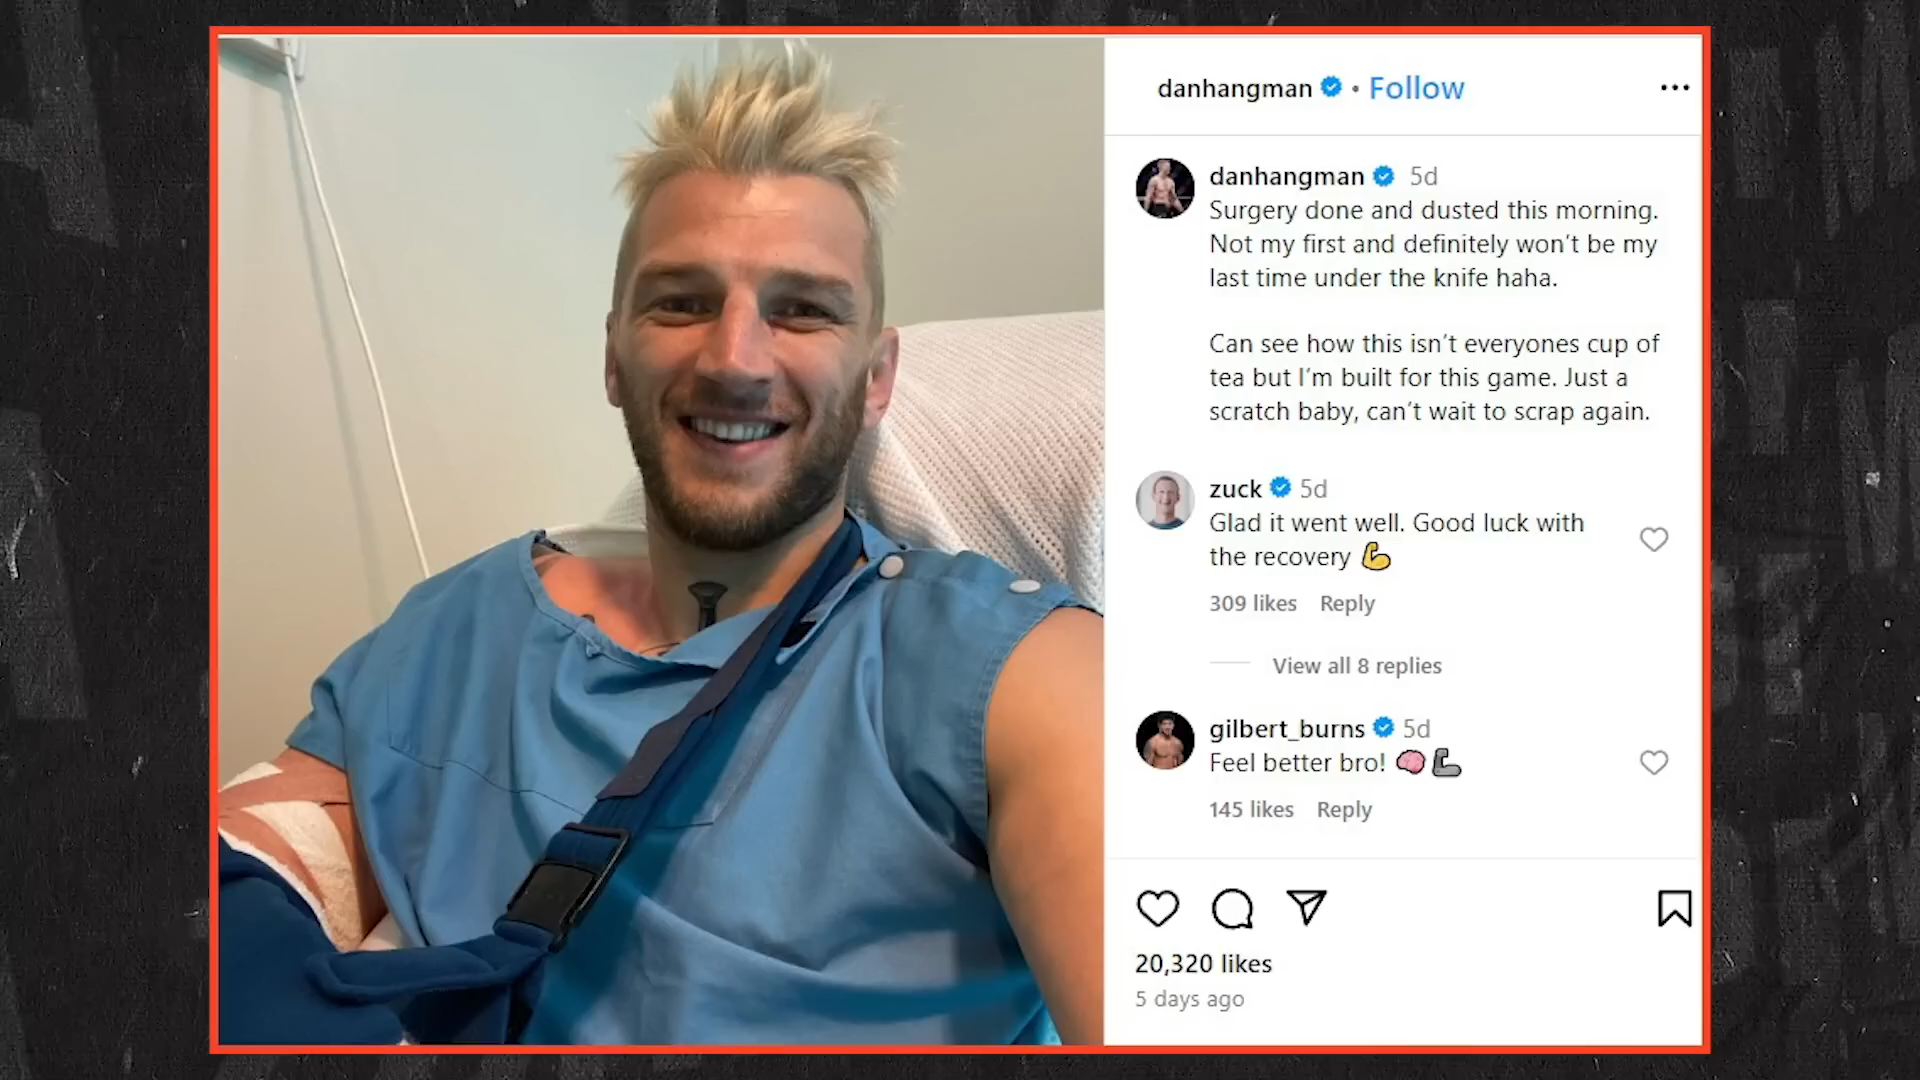 danhangman • Follow
danhangman 5d
Surgery done and dusted this morning.
Not my first and definitely won't be my
last time under the knife haha.
Can see how this isn't everyones cup of
tea but I'm built for this game. Just a
scratch baby, can't wait to scrap again.
zuck 5d
Glad it went well. Good luck with
the recovery 💪
309 likes Reply
View all 8 replies
gilbert_burns 5d
Feel better bro! 🧠🦾
145 likes Reply
20,320 likes
5 days ago